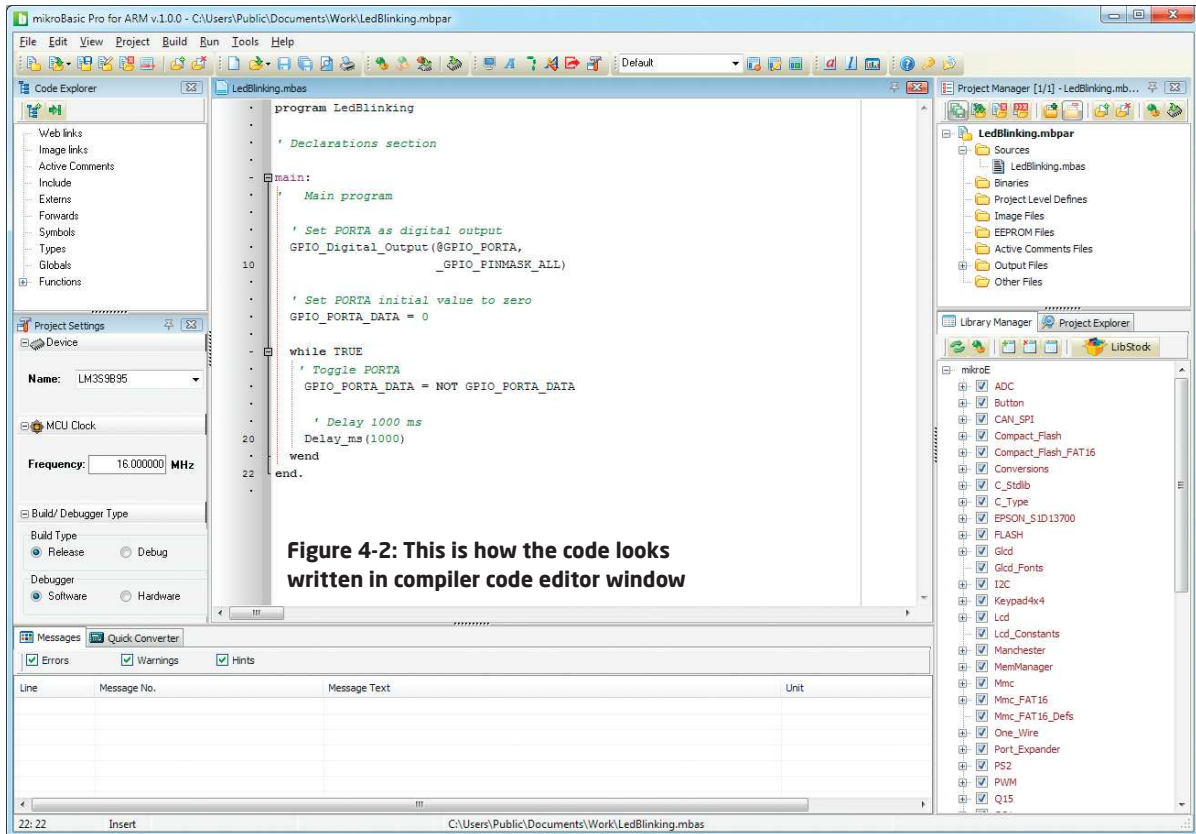 mikroBasic Pro for ARM v.1.0.0 - C:\Users\Public\Documents\Work\LedBlinking.mbpar
File Edit View Project Build Run Tools Help
Default
Code Explorer
Web links
Image links
Active Comments
Include
Externs
Forwards
Symbols
Types
Globals
Functions
Project Settings
Device
Name: LM3S9B95
MCU Clock
Frequency: 16.000000 MHz
Build/ Debugger Type
Build Type
Release Debug
Debugger
Software Hardware
LedBlinking.mbas
program LedBlinking
' Declarations section
main:
' Main program
' Set PORTA as digital output
GPIO_Digital_Output(@GPIO_PORTA,
10 _GPIO_PINMASK_ALL)
' Set PORTA initial value to zero
GPIO_PORTA_DATA = 0
while TRUE
' Toggle PORTA
GPIO_PORTA_DATA = NOT GPIO_PORTA_DATA
' Delay 1000 ms
20 Delay_ms(1000)
wend
22 end.
Figure 4-2: This is how the code looks
written in compiler code editor window
Project Manager [1/1] - LedBlinking.mb...
LedBlinking.mbpar
Sources
LedBlinking.mbas
Binaries
Project Level Defines
Image Files
EEPROM Files
Active Comments Files
Output Files
Other Files
Library Manager Project Explorer
LibStock
mikroE
ADC
Button
CAN_SPI
Compact_Flash
Compact_Flash_FAT16
Conversions
C_Stdlib
C_Type
EPSON_S1D13700
FLASH
Glcd
Glcd_Fonts
I2C
Keypad4x4
Lcd
Lcd_Constants
Manchester
MemManager
Mmc
Mmc_FAT16
Mmc_FAT16_Defs
One_Wire
Port_Expander
PS2
PWM
Q15
Messages Quick Converter
Errors Warnings Hints
Line Message No. Message Text Unit
22: 22 Insert C:\Users\Public\Documents\Work\LedBlinking.mbas